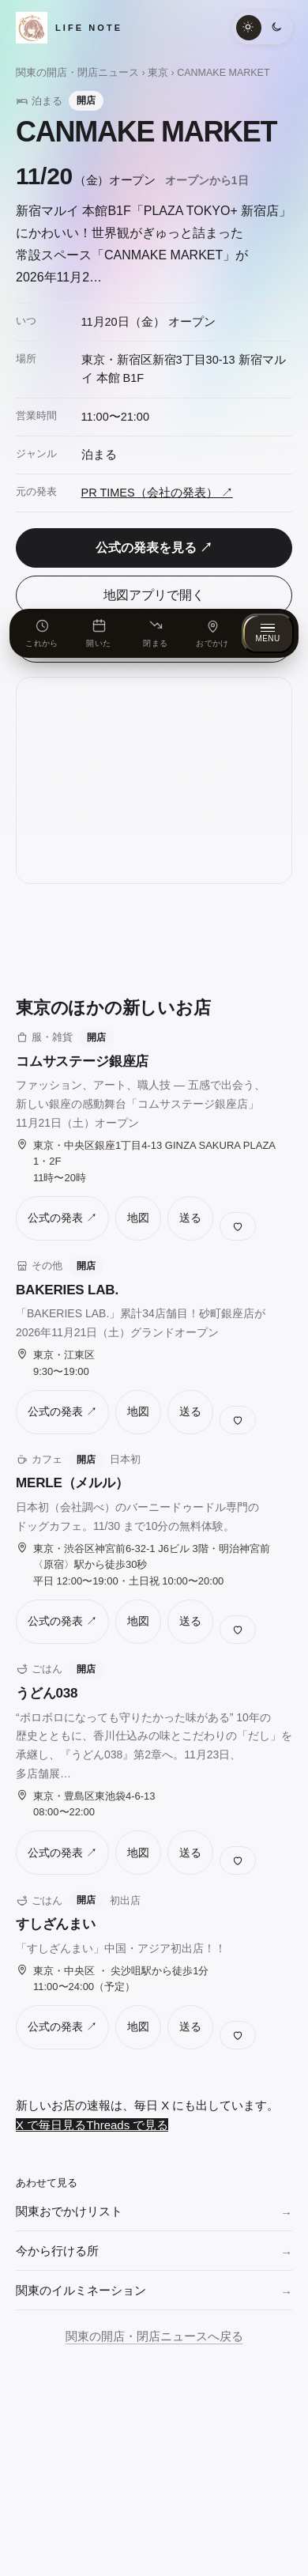 LIFE NOTE
関東の開店・閉店ニュース › 東京 › CANMAKE MARKET
泊まる 開店
CANMAKE MARKET
11/20（金）オープン オープンから1日
新宿マルイ 本館B1F「PLAZA TOKYO+ 新宿店」
にかわいい！世界観がぎゅっと詰まった
常設スペース「CANMAKE MARKET」が
2026年11月2…
いつ 11月20日（金） オープン
場所 東京・新宿区新宿3丁目30-13 新宿マル
イ 本館 B1F
営業時間 11:00〜21:00
ジャンル 泊まる
元の発表 PR TIMES（会社の発表） ↗
公式の発表を見る ↗
地図アプリで開く
これから 開いた 閉まる おでかけ MENU
東京のほかの新しいお店
服・雑貨 開店
コムサステージ銀座店
ファッション、アート、職人技 — 五感で出会う、
新しい銀座の感動舞台「コムサステージ銀座店」
11月21日（土）オープン
東京・中央区銀座1丁目4-13 GINZA SAKURA PLAZA
1・2F
11時〜20時
公式の発表 ↗ 地図 送る
その他 開店
BAKERIES LAB.
「BAKERIES LAB.」累計34店舗目！砂町銀座店が
2026年11月21日（土）グランドオープン
東京・江東区
9:30〜19:00
公式の発表 ↗ 地図 送る
カフェ 開店 日本初
MERLE（メルル）
日本初（会社調べ）のバーニードゥードル専門の
ドッグカフェ。11/30 まで10分の無料体験。
東京・渋谷区神宮前6-32-1 J6ビル 3階・明治神宮前
〈原宿〉駅から徒歩30秒
平日 12:00〜19:00・土日祝 10:00〜20:00
公式の発表 ↗ 地図 送る
ごはん 開店
うどん038
“ボロボロになっても守りたかった味がある” 10年の
歴史とともに、香川仕込みの味とこだわりの「だし」を
承継し、『うどん038』第2章へ。11月23日、
多店舗展…
東京・豊島区東池袋4-6-13
08:00〜22:00
公式の発表 ↗ 地図 送る
ごはん 開店 初出店
すしざんまい
「すしざんまい」中国・アジア初出店！！
東京・中央区 ・ 尖沙咀駅から徒歩1分
11:00〜24:00（予定）
公式の発表 ↗ 地図 送る
新しいお店の速報は、毎日 X にも出しています。
X で毎日見るThreads で見る
あわせて見る
関東おでかけリスト →
今から行ける所 →
関東のイルミネーション →
関東の開店・閉店ニュースへ戻る